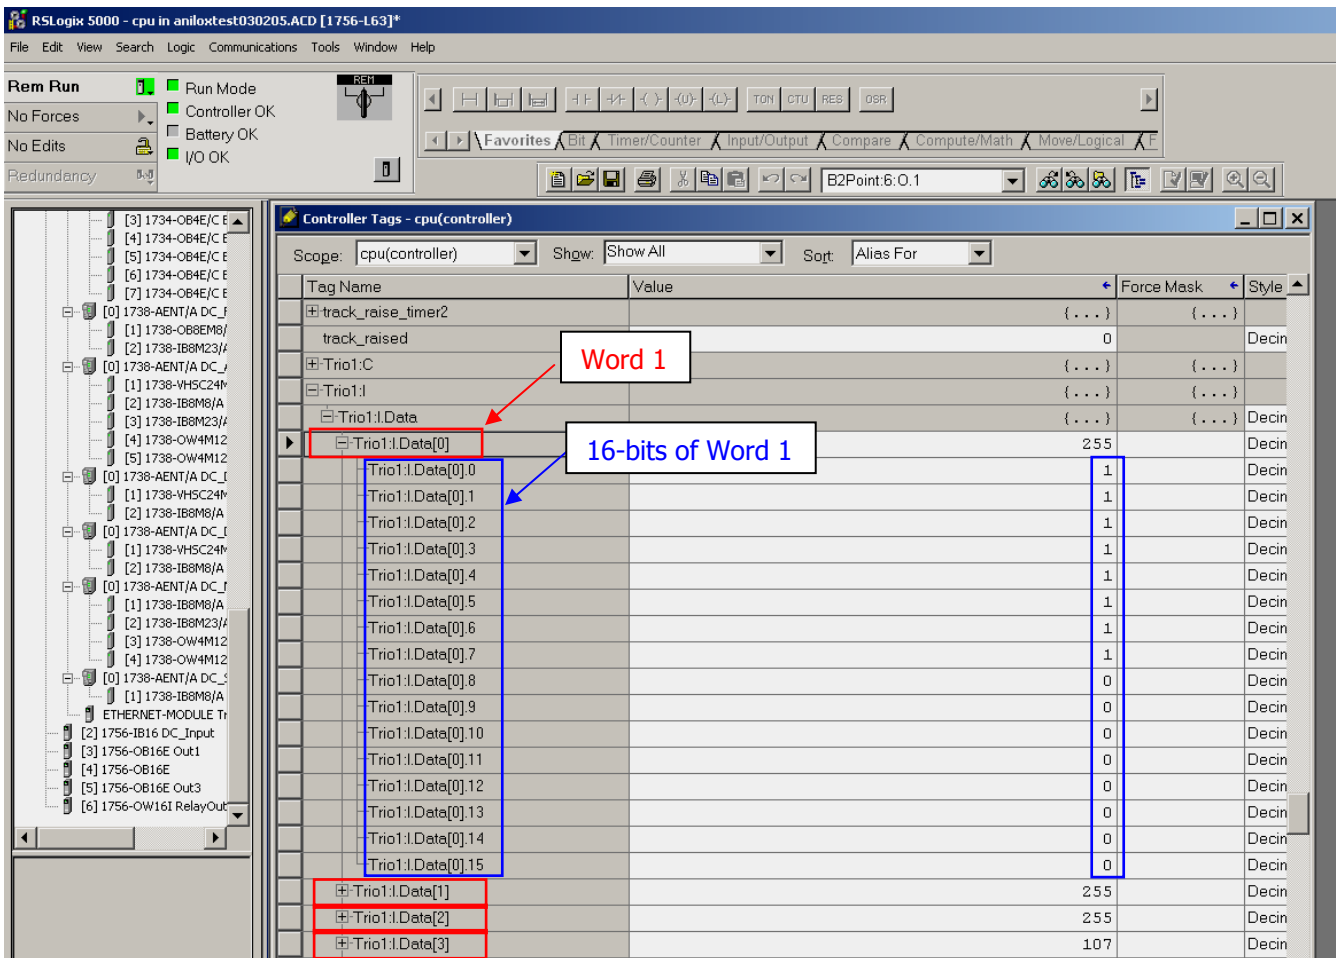 RSLogix 5000 - cpu in aniloxtest030205.ACD [1756-L63]*
File Edit View Search Logic Communications Tools Window Help
Rem Run
No Forces
No Edits
Redundancy
Run Mode
Controller OK
Battery OK
I/O OK
REM
TON CTU RES OSR
Favorites Bit Timer/Counter Input/Output Compare Compute/Math Move/Logical F
B2Point:6:O.1
[3] 1734-OB4E/C E
[4] 1734-OB4E/C E
[5] 1734-OB4E/C E
[6] 1734-OB4E/C E
[7] 1734-OB4E/C E
[0] 1738-AENT/A DC_F
[1] 1738-OB8EM8/
[2] 1738-IB8M23/A
[0] 1738-AENT/A DC_A
[1] 1738-VHSC24M
[2] 1738-IB8M8/A
[3] 1738-IB8M23/A
[4] 1738-OW4M12
[5] 1738-OW4M12
[0] 1738-AENT/A DC_D
[1] 1738-VHSC24M
[2] 1738-IB8M8/A
[0] 1738-AENT/A DC_D
[1] 1738-VHSC24M
[2] 1738-IB8M8/A
[0] 1738-AENT/A DC_
[1] 1738-IB8M8/A
[2] 1738-IB8M23/A
[3] 1738-OW4M12
[4] 1738-OW4M12
[0] 1738-AENT/A DC_S
[1] 1738-IB8M8/A
ETHERNET-MODULE Tr
[2] 1756-IB16 DC_Input
[3] 1756-OB16E Out1
[4] 1756-OB16E
[5] 1756-OB16E Out3
[6] 1756-OW16I RelayOut
Controller Tags - cpu(controller)
Scope: cpu(controller) Show: Show All Sort: Alias For
Tag Name Value Force Mask Style
track_raise_timer2 {...} {...}
track_raised 0 Decin
Trio1:C {...} {...}
Trio1:I {...} {...}
Trio1:I.Data {...} {...} Decin
Trio1:I.Data[0] 255 Decin
Trio1:I.Data[0].0 1 Decin
Trio1:I.Data[0].1 1 Decin
Trio1:I.Data[0].2 1 Decin
Trio1:I.Data[0].3 1 Decin
Trio1:I.Data[0].4 1 Decin
Trio1:I.Data[0].5 1 Decin
Trio1:I.Data[0].6 1 Decin
Trio1:I.Data[0].7 1 Decin
Trio1:I.Data[0].8 0 Decin
Trio1:I.Data[0].9 0 Decin
Trio1:I.Data[0].10 0 Decin
Trio1:I.Data[0].11 0 Decin
Trio1:I.Data[0].12 0 Decin
Trio1:I.Data[0].13 0 Decin
Trio1:I.Data[0].14 0 Decin
Trio1:I.Data[0].15 0 Decin
Trio1:I.Data[1] 255 Decin
Trio1:I.Data[2] 255 Decin
Trio1:I.Data[3] 107 Decin
Word 1
16-bits of Word 1